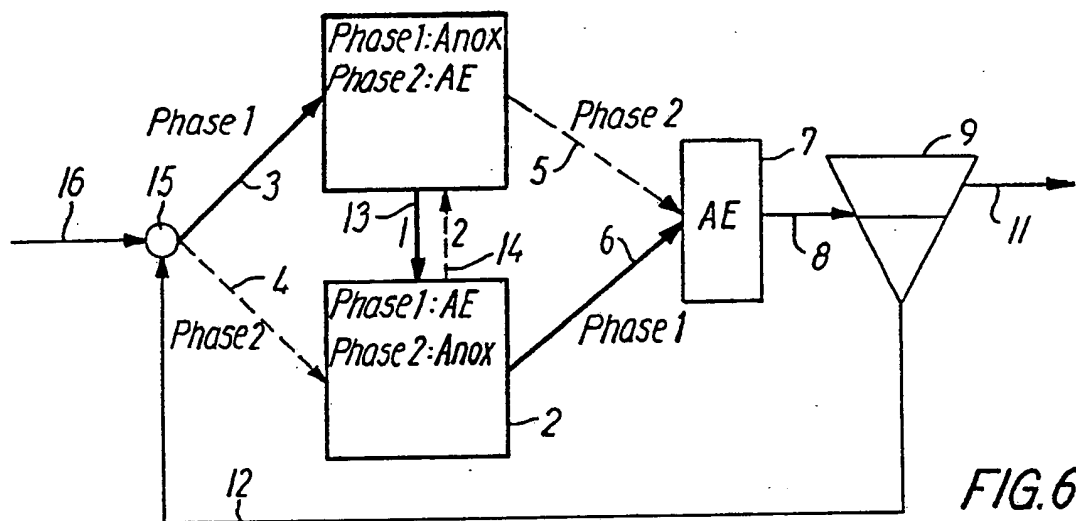 Phase1:Anox
Phase2:AE
Phase 1
Phase 2
7
9
16
15
3
5
13
1
2
14
AE
6
8
11
4
Phase2
Phase1:AE
Phase2:Anox
Phase 1
2
12
FIG.6